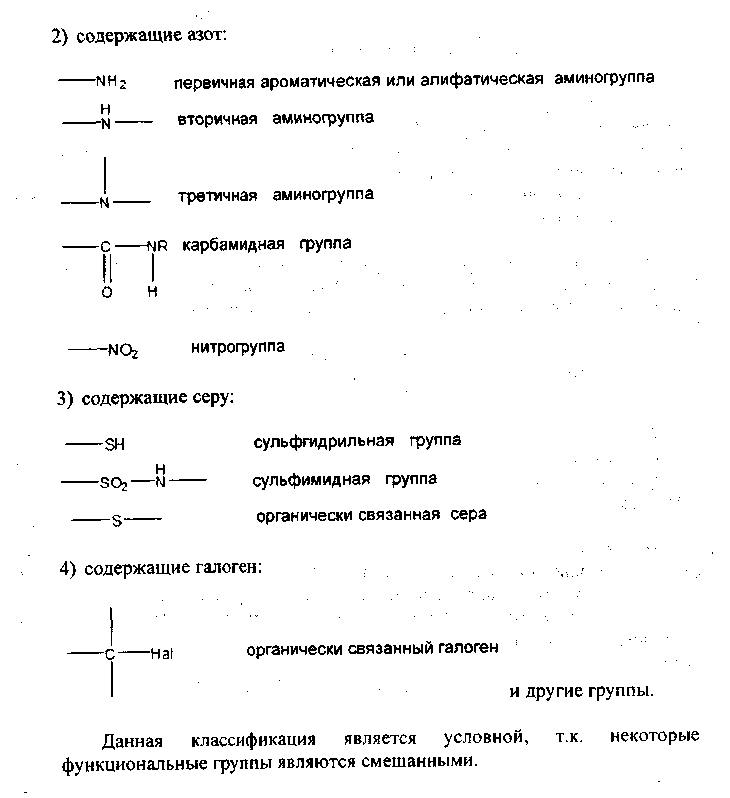 2) содержащие азот:
—NH2 первичная ароматическая или алифатическая аминогруппа
H
—N— вторичная аминогруппа
—N— третичная аминогруппа
—C—NR карбамидная группа
O H
—NO2 нитрогруппа
3) содержащие серу:
—SH сульфгидрильная группа
H
—SO2—N— сульфимидная группа
—S— органически связанная сера
4) содержащие галоген:
—C—Hal органически связанный галоген
и другие группы.
Данная классификация является условной, т.к. некоторые
функциональные группы являются смешанными.